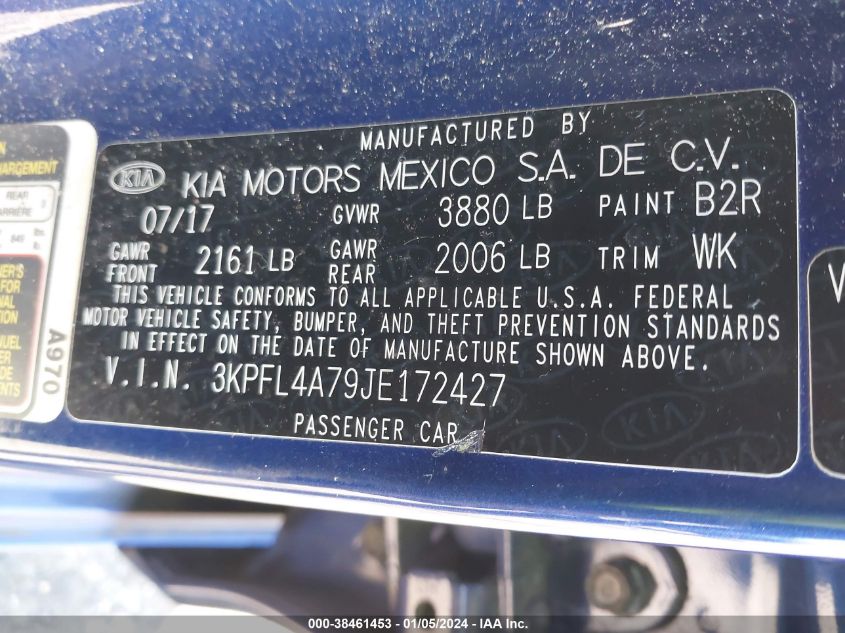 MANUFACTURED BY
KIA KIA MOTORS MEXICO S.A. DE C.V.
07/17 GVWR 3880 LB PAINT B2R
GAWR FRONT 2161 LB GAWR REAR 2006 LB TRIM WK
THIS VEHICLE CONFORMS TO ALL APPLICABLE U.S.A. FEDERAL
MOTOR VEHICLE SAFETY, BUMPER, AND THEFT PREVENTION STANDARDS
IN EFFECT ON THE DATE OF MANUFACTURE SHOWN ABOVE.
V.I.N. 3KPFL4A79JE172427
PASSENGER CAR
REAR
A970
V
000-38461453 - 01/05/2024 - IAA Inc.